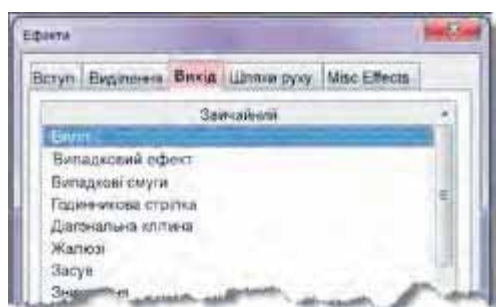 Ефекти
Вступ Виділення Вихід Шляхи руху Misc Effects
Звичайний
Виліт
Випадковий ефект
Випадкові смуги
Годинникова стрілка
Діагональна клітина
Жалюзі
Засув